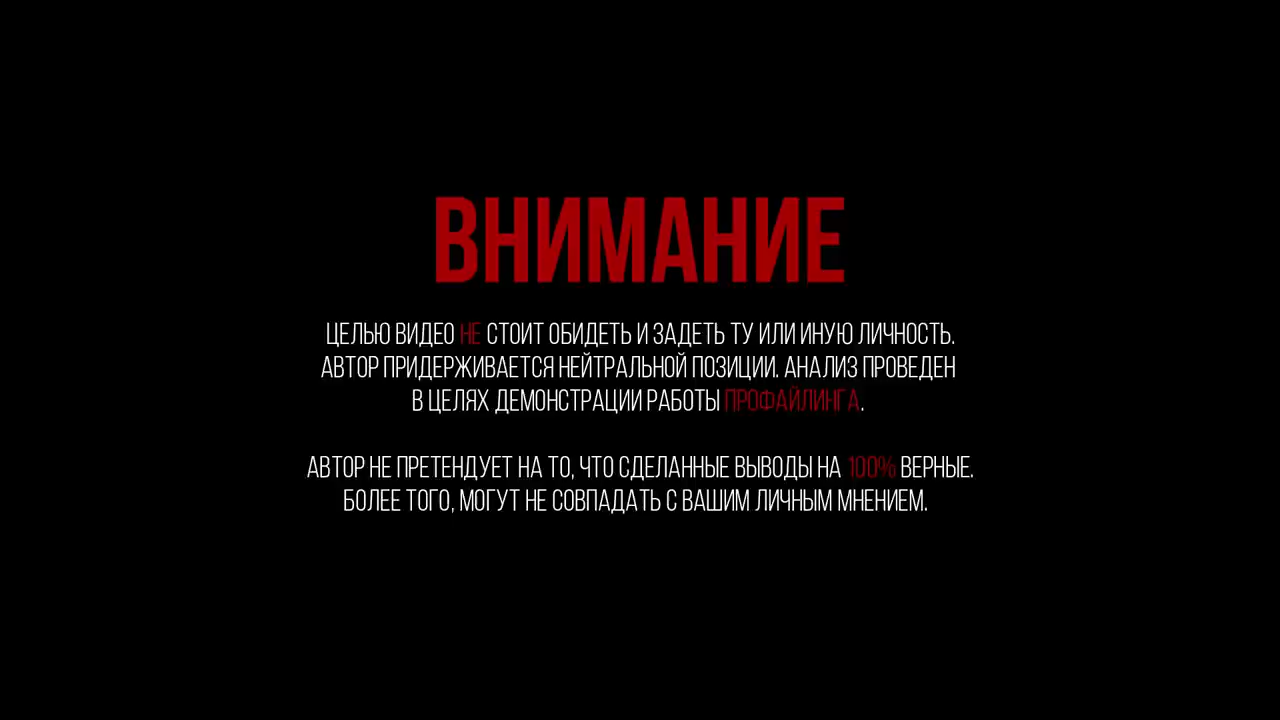 ВНИМАНИЕ
ЦЕЛЬЮ ВИДЕО НЕ СТОИТ ОБИДЕТЬ И ЗАДЕТЬ ТУ ИЛИ ИНУЮ ЛИЧНОСТЬ.
АВТОР ПРИДЕРЖИВАЕТСЯ НЕЙТРАЛЬНОЙ ПОЗИЦИИ. АНАЛИЗ ПРОВЕДЕН
В ЦЕЛЯХ ДЕМОНСТРАЦИИ РАБОТЫ ПРОФАЙЛИНГА.
АВТОР НЕ ПРЕТЕНДУЕТ НА ТО, ЧТО СДЕЛАННЫЕ ВЫВОДЫ НА 100% ВЕРНЫЕ.
БОЛЕЕ ТОГО, МОГУТ НЕ СОВПАДАТЬ С ВАШИМ ЛИЧНЫМ МНЕНИЕМ.